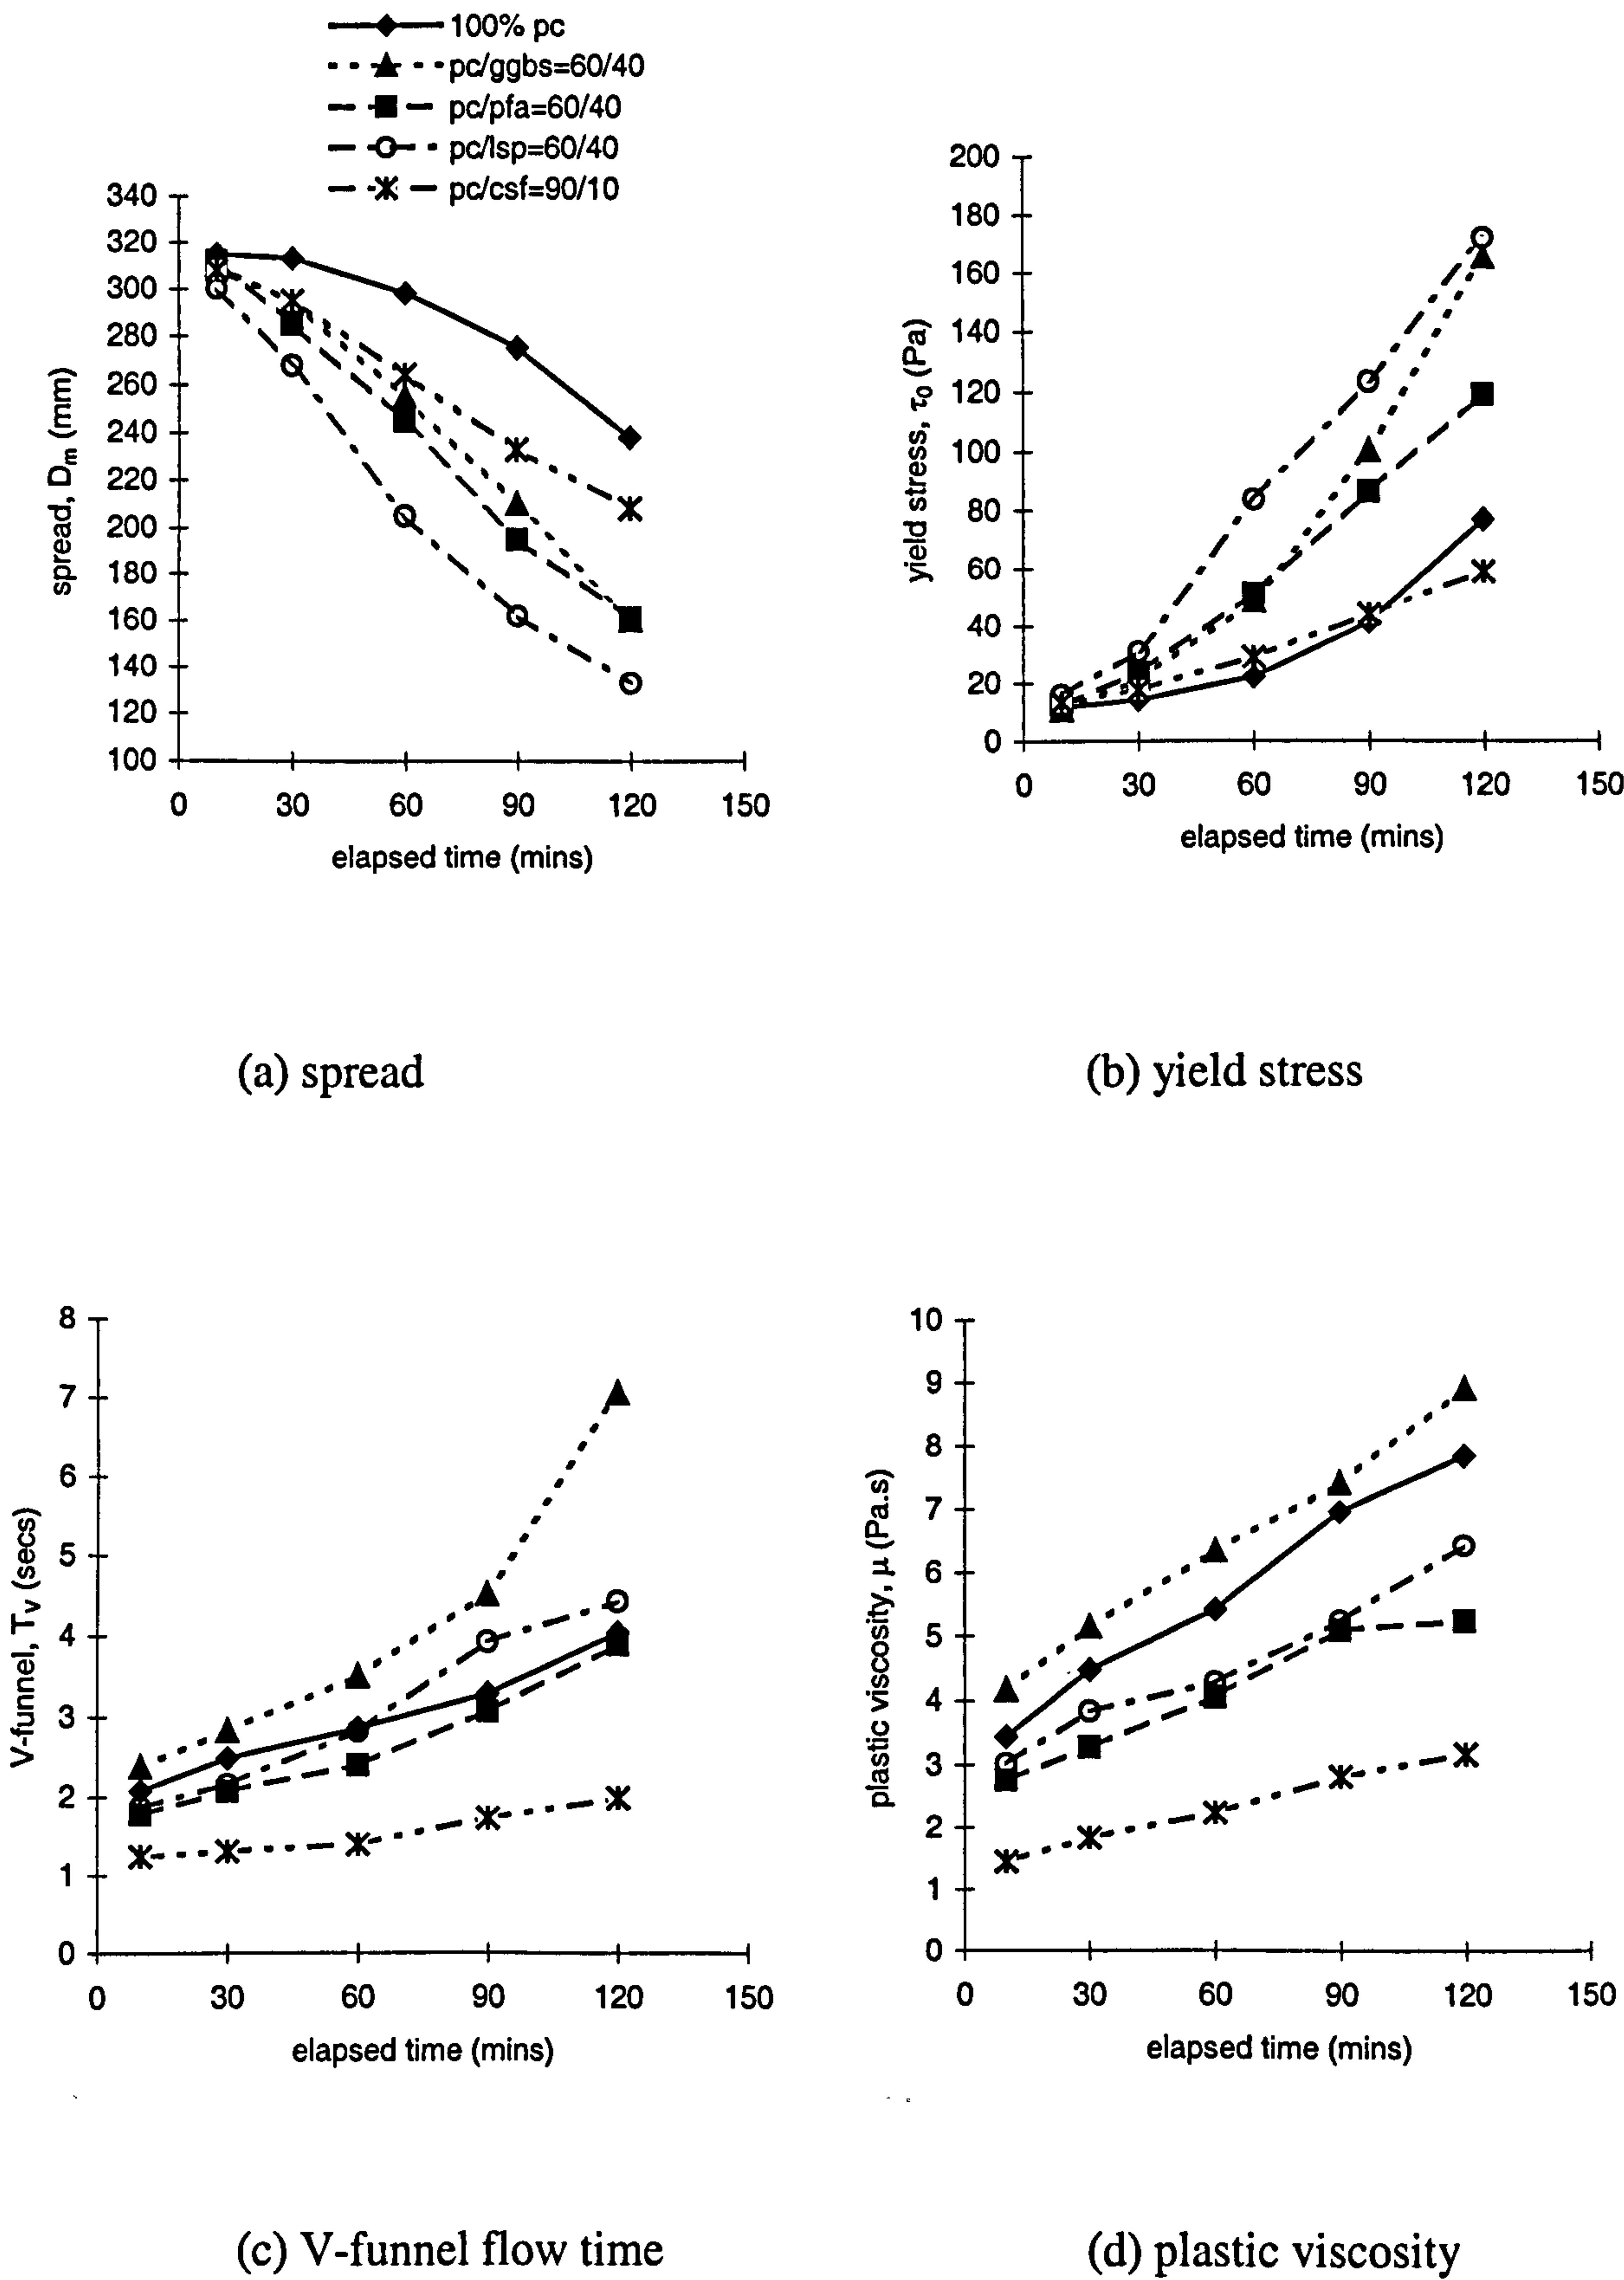 100% pc
pc/ggbs=60/40
pc/pfa=60/40
pc/lsp=60/40
pc/csf=90/10
340
320
300
280
260
240
220
200
180
160
140
120
100
spread, Dm (mm)
0 30 60 90 120 150
elapsed time (mins)
(a) spread
200
180
160
140
120
100
80
60
40
20
0
yield stress, τ0 (Pa)
0 30 60 90 120 150
elapsed time (mins)
(b) yield stress
8
7
6
5
4
3
2
1
0
V-funnel, TV (secs)
0 30 60 90 120 150
elapsed time (mins)
(c) V-funnel flow time
10
9
8
7
6
5
4
3
2
1
0
plastic viscosity, μ (Pa.s)
0 30 60 90 120 150
elapsed time (mins)
(d) plastic viscosity